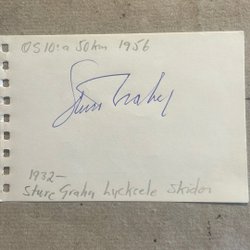 OS 10:a 50km 1956
Sture Grahn
1932-
Sture Grahn Lycksele Skidor